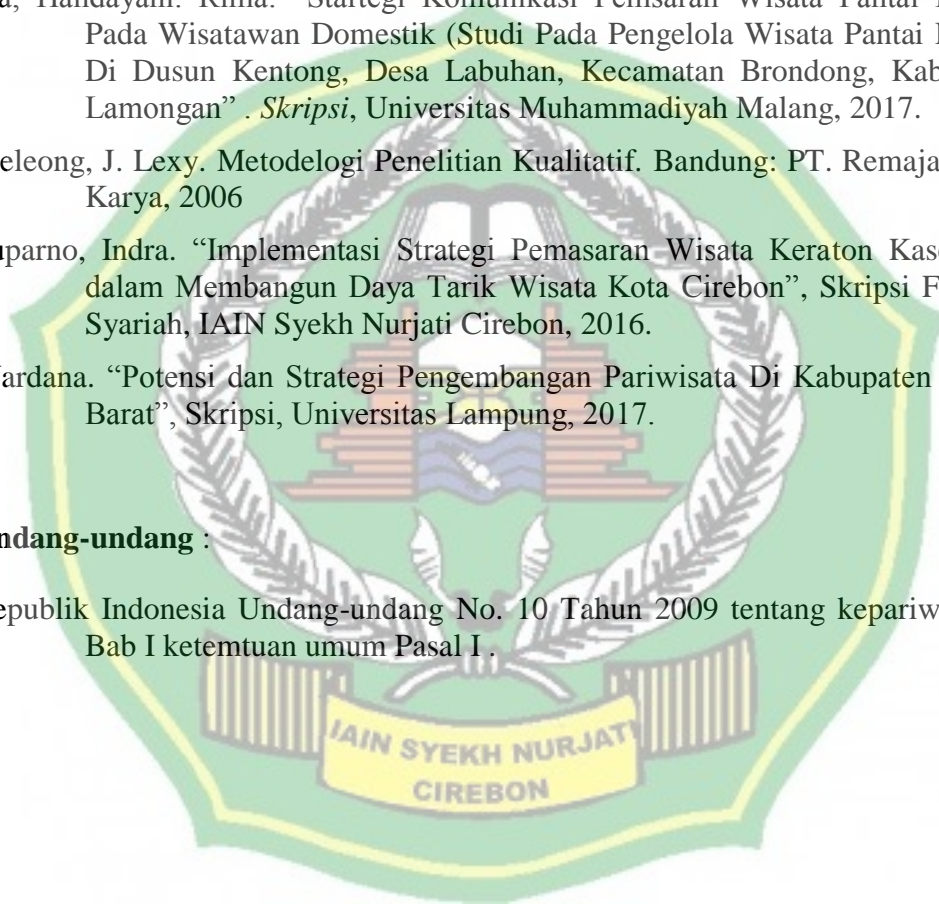 Handayani. Rima. “Startegi Komunikasi Pemsaran Wisata Pantai
Pada Wisatawan Domestik (Studi Pada Pengelola Wisata Pantai
Di Dusun Kentong, Desa Labuhan, Kecamatan Brondong, Kab
Lamongan” . Skripsi, Universitas Muhammadiyah Malang, 2017.
eleong, J. Lexy. Metodelogi Penelitian Kualitatif. Bandung: PT. Remaja
Karya, 2006
uparno, Indra. “Implementasi Strategi Pemasaran Wisata Keraton Kas
dalam Membangun Daya Tarik Wisata Kota Cirebon”, Skripsi F
Syariah, IAIN Syekh Nurjati Cirebon, 2016.
ardana. “Potensi dan Strategi Pengembangan Pariwisata Di Kabupaten
Barat”, Skripsi, Universitas Lampung, 2017.
ndang-undang :
epublik Indonesia Undang-undang No. 10 Tahun 2009 tentang kepariw
Bab I ketemtuan umum Pasal I .
IAIN SYEKH NURJATI
CIREBON